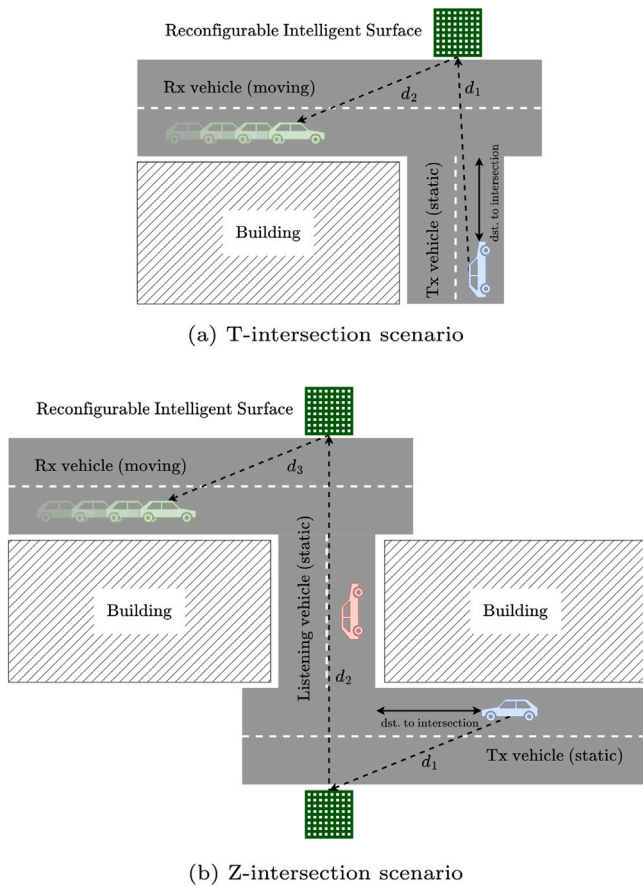 Reconfigurable Intelligent Surface
Rx vehicle (moving)
d2
d1
Tx vehicle (static)
dst. to intersection
Building
(a) T-intersection scenario
Reconfigurable Intelligent Surface
Rx vehicle (moving)
d3
Listening vehicle (static)
Building
Building
d2
dst. to intersection
d1
Tx vehicle (static)
(b) Z-intersection scenario